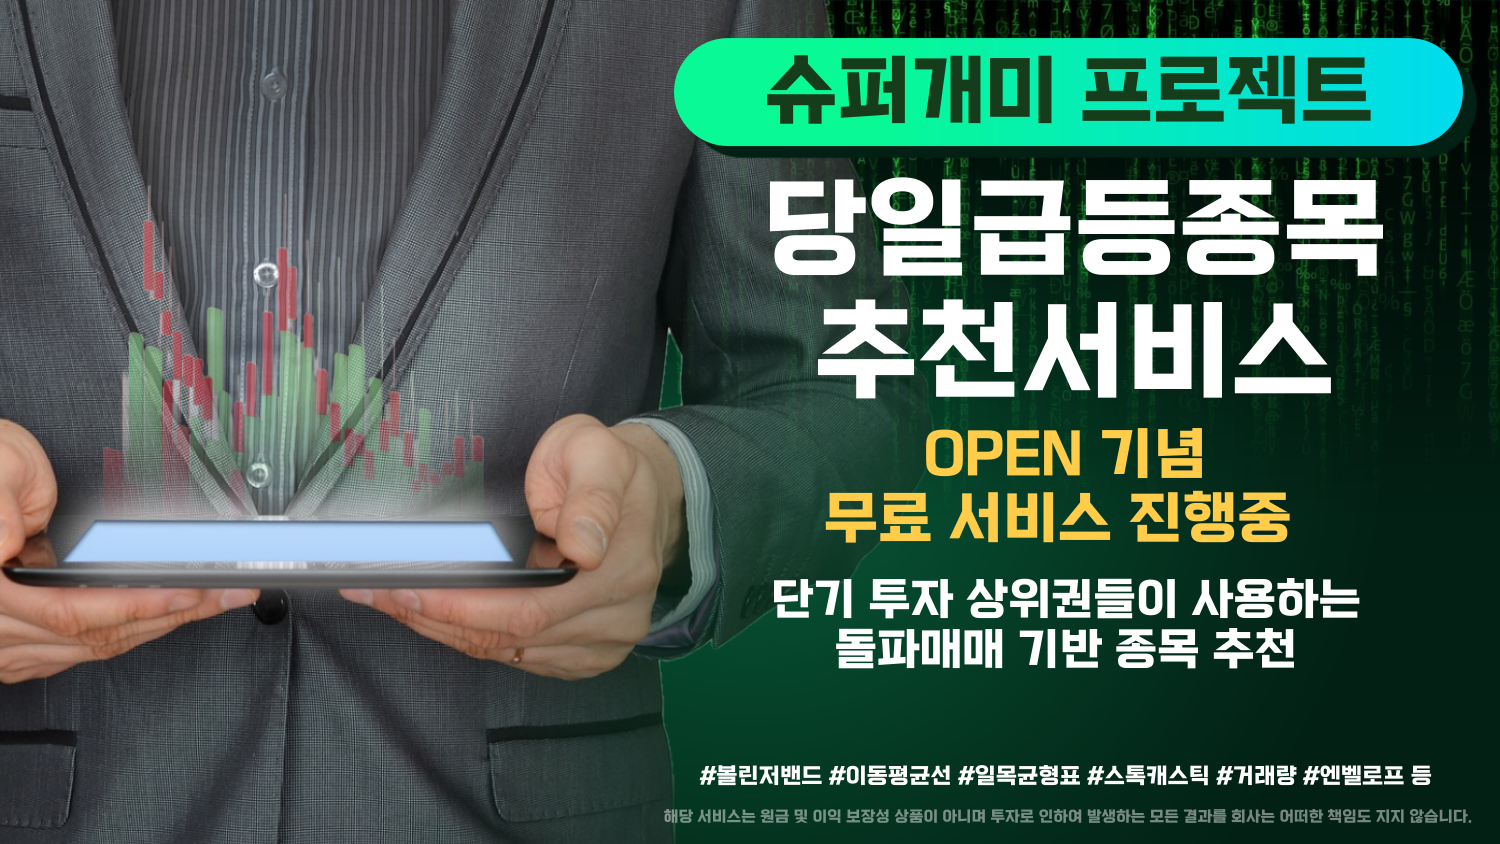 슈퍼개미 프로젝트
당일급등종목
추천서비스
OPEN 기념
무료 서비스 진행중
단기 투자 상위권들이 사용하는
돌파매매 기반 종목 추천
#볼린저밴드 #이동평균선 #일목균형표 #스톡캐스틱 #거래량 #엔벨로프 등
해당 서비스는 원금 및 이익 보장성 상품이 아니며 투자로 인하여 발생하는 모든 결과를 회사는 어떠한 책임도 지지 않습니다.